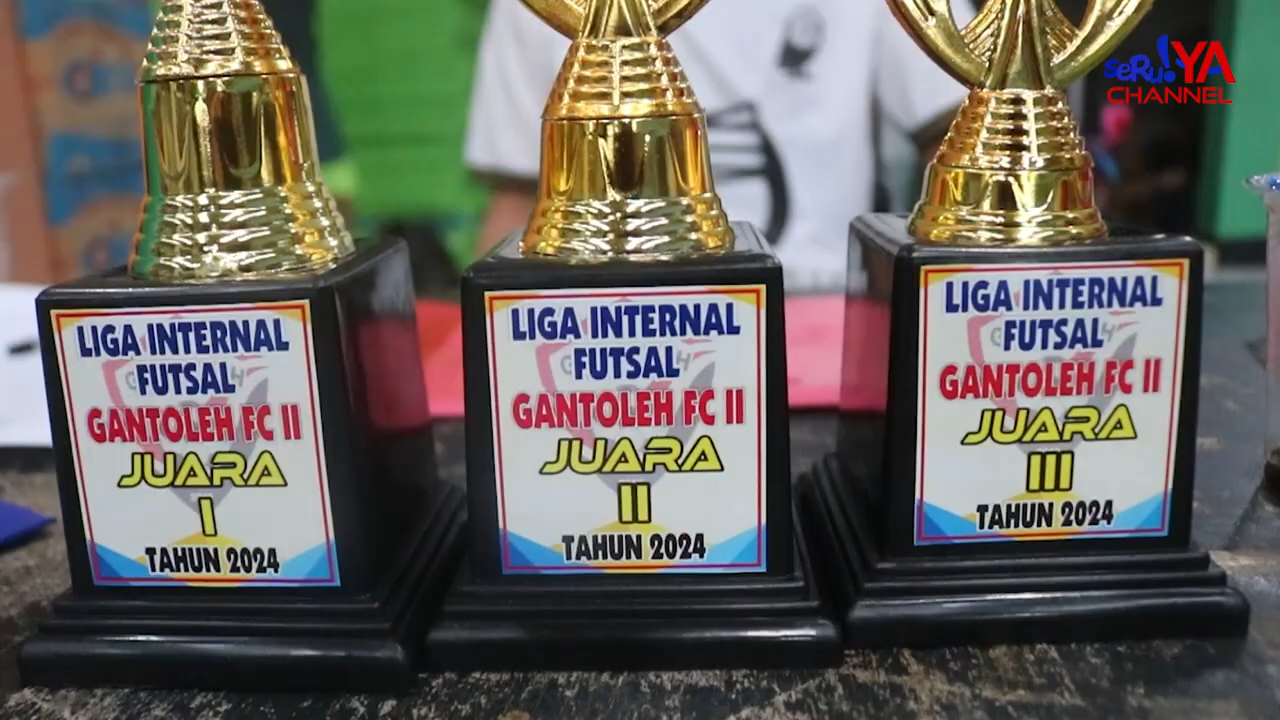 seRu!YA
CHANNEL
LIGA INTERNAL
FUTSAL
GANTOLEH FC II
JUARA
I
TAHUN 2024
LIGA INTERNAL
FUTSAL
GANTOLEH FC II
JUARA
II
TAHUN 2024
LIGA INTERNAL
FUTSAL
GANTOLEH FC II
JUARA
III
TAHUN 2024